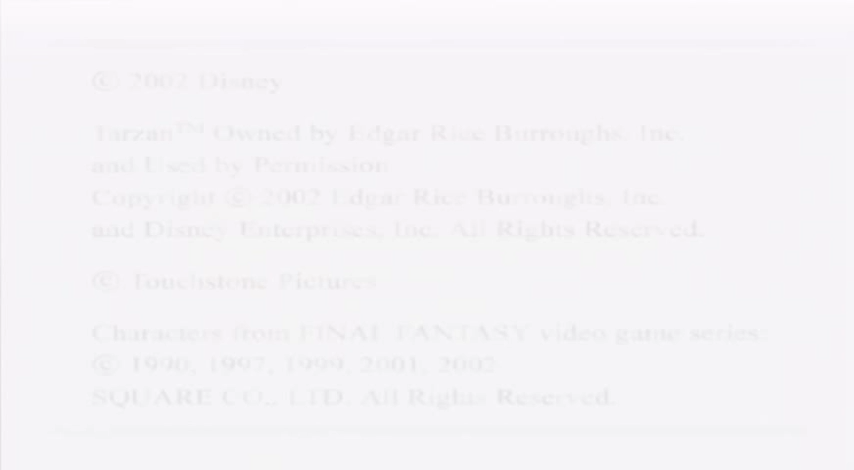 © 2002 Disney
Tarzan™ Owned by Edgar Rice Burroughs, Inc.
and Used by Permission
Copyright © 2002 Edgar Rice Burroughs, Inc
and Disney Enterprises, Inc. All Rights Reserved.
© Touchstone Pictures
Characters from FINAL FANTASY video game series:
© 1990, 1997, 1999, 2001, 2002
SQUARE CO., LTD. All Rights Reserved.